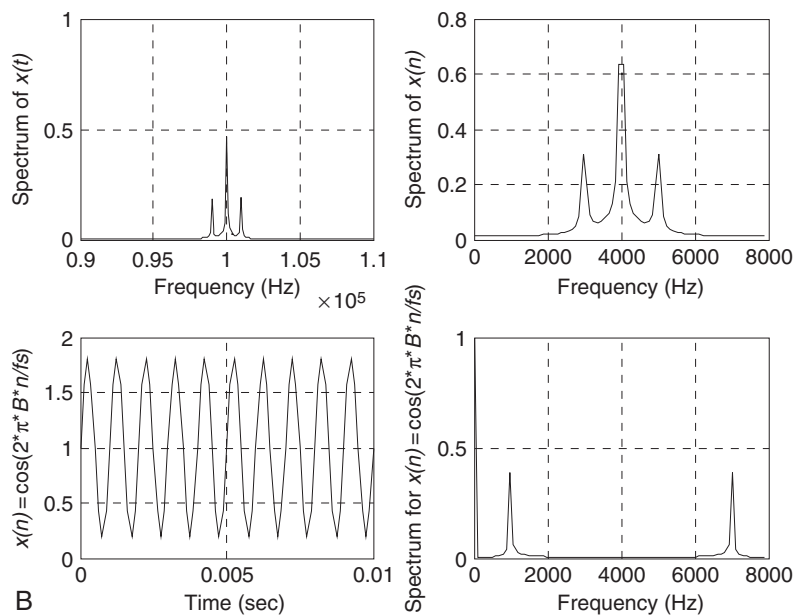 Spectrum of x(t)
1
0.5
0
0.9 0.95 1 1.05 1.1
Frequency (Hz)
×10⁵
Spectrum of x(n)
0.8
0.6
0.4
0.2
0
0 2000 4000 6000 8000
Frequency (Hz)
x(n) = cos(2*π*B*n/fs)
2
1.5
1
0.5
0
0 0.005 0.01
Time (sec)
Spectrum for x(n) = cos(2*π*B*n/fs)
1
0.5
0
0 2000 4000 6000 8000
Frequency (Hz)
B